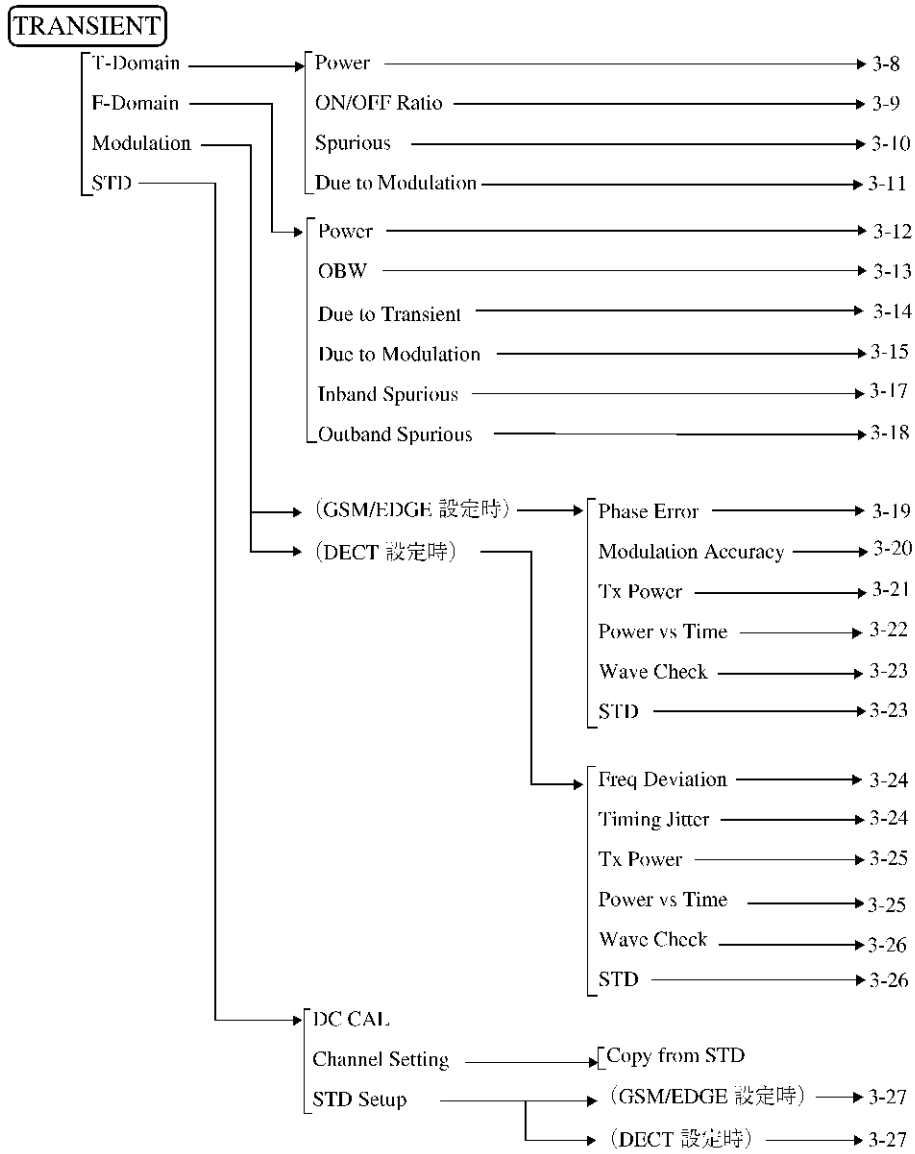 TRANSIENT
T-Domain
F-Domain
Modulation
STD
Power 3-8
ON/OFF Ratio 3-9
Spurious 3-10
Due to Modulation 3-11
Power 3-12
OBW 3-13
Due to Transient 3-14
Due to Modulation 3-15
Inband Spurious 3-17
Outband Spurious 3-18
(GSM/EDGE 設定時)
Phase Error 3-19
Modulation Accuracy 3-20
Tx Power 3-21
Power vs Time 3-22
Wave Check 3-23
STD 3-23
(DECT 設定時)
Freq Deviation 3-24
Timing Jitter 3-24
Tx Power 3-25
Power vs Time 3-25
Wave Check 3-26
STD 3-26
DC CAL
Channel Setting Copy from STD
STD Setup (GSM/EDGE 設定時) 3-27
(DECT 設定時) 3-27